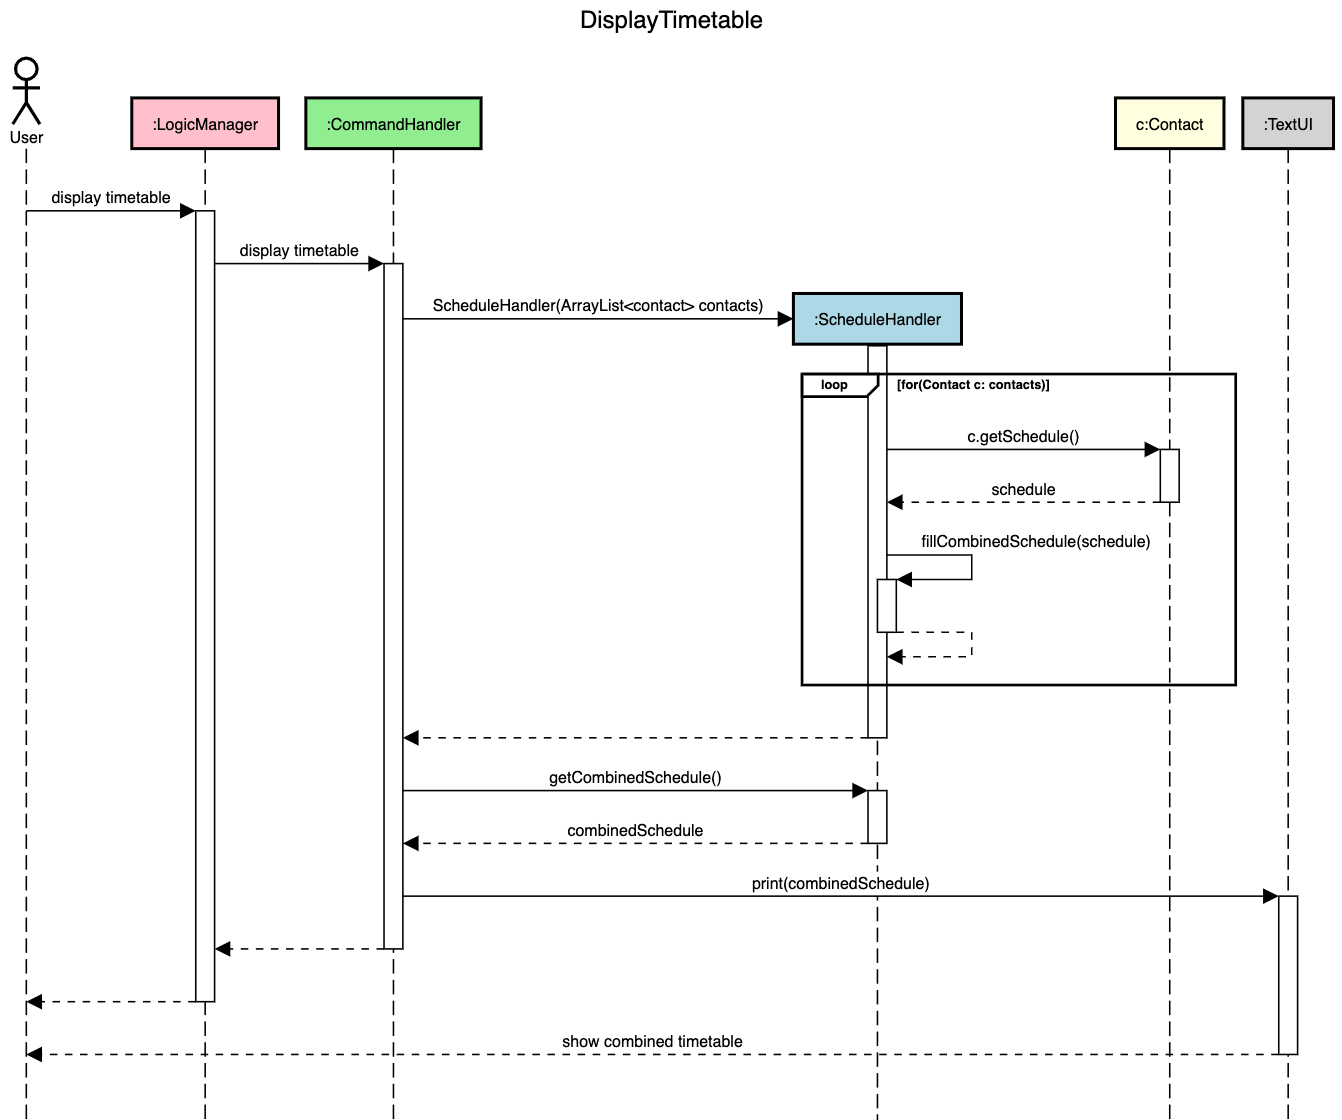 DisplayTimetable
User
:LogicManager
:CommandHandler
c:Contact
:TextUI
display timetable
display timetable
ScheduleHandler(ArrayList<contact> contacts)
:ScheduleHandler
loop
[for(Contact c: contacts)]
c.getSchedule()
schedule
fillCombinedSchedule(schedule)
getCombinedSchedule()
combinedSchedule
print(combinedSchedule)
show combined timetable